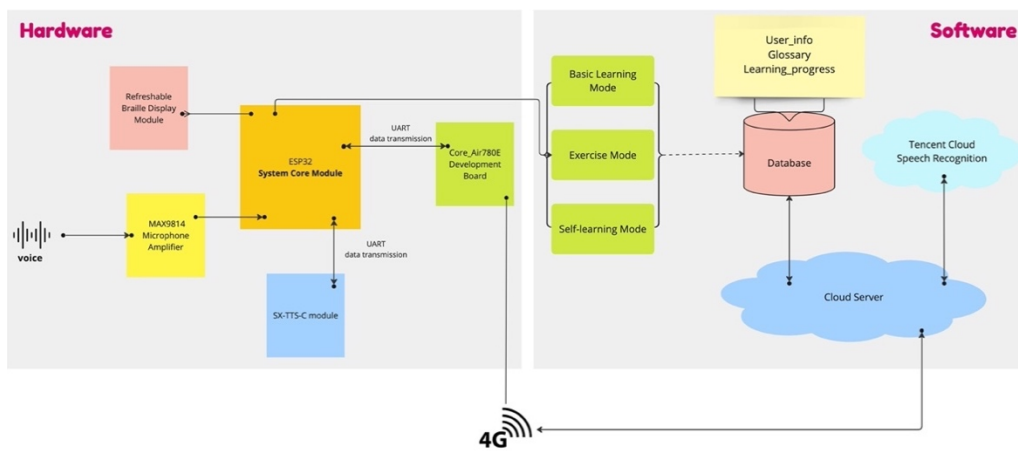 Hardware
Software
Refreshable
Braille Display
Module
ESP32
System Core Module
UART
data transmission
Core_Air780E
Development
Board
MAX9814
Microphone
Amplifier
voice
UART
data transmission
SX-TTS-C module
Basic Learning
Mode
Exercise Mode
Self-learning Mode
User_info
Glossary
Learning_progress
Database
Tencent Cloud
Speech Recognition
Cloud Server
4G